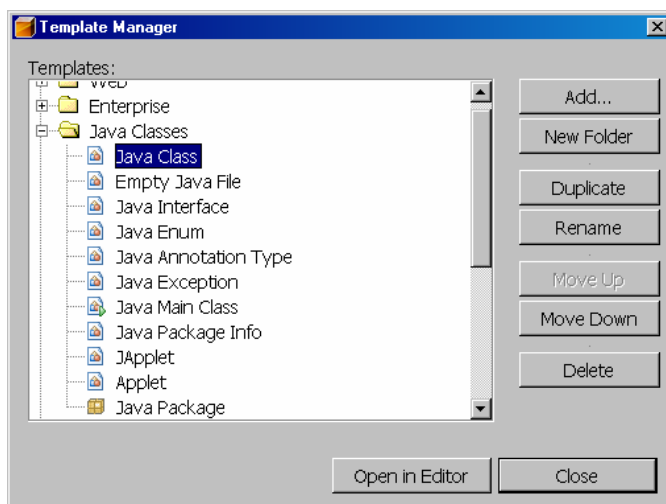 Template Manager
Templates:
Web
Enterprise
Java Classes
Java Class
Empty Java File
Java Interface
Java Enum
Java Annotation Type
Java Exception
Java Main Class
Java Package Info
JApplet
Applet
Java Package
Add...
New Folder
Duplicate
Rename
Move Up
Move Down
Delete
Open in Editor
Close